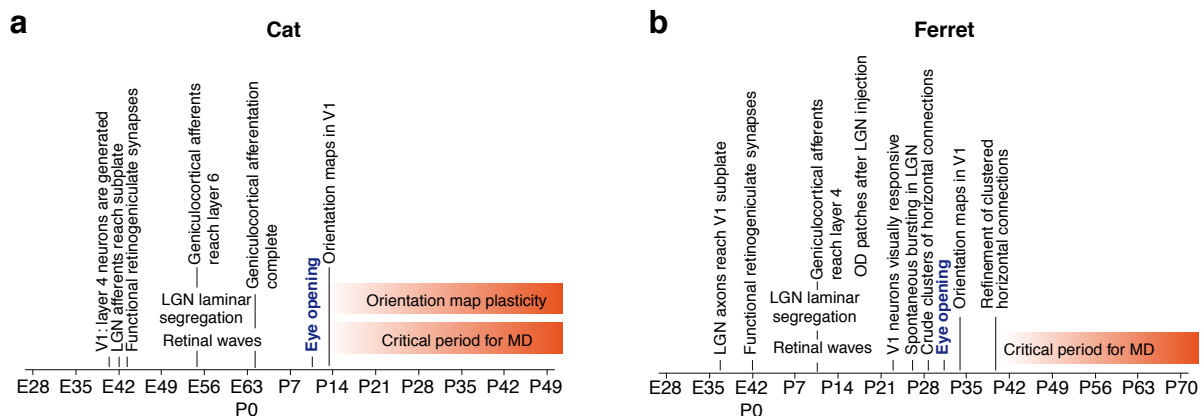 a
Cat
V1: layer 4 neurons are generated
LGN afferents reach subplate
Functional retinogeniculate synapses
Geniculocortical afferents
reach layer 6
Geniculocortical afferentation
complete
Eye opening
Orientation maps in V1
LGN laminar
segregation
Retinal waves
Orientation map plasticity
Critical period for MD
E28 E35 E42 E49 E56 E63 P7 P14 P21 P28 P35 P42 P49
P0
b
Ferret
LGN axons reach V1 subplate
Functional retinogeniculate synapses
Geniculocortical afferents
reach layer 4
OD patches after LGN injection
V1 neurons visually responsive
Spontaneous bursting in LGN
Crude clusters of horizontal connections
Eye opening
Orientation maps in V1
Refinement of clustered
horizontal connections
LGN laminar
segregation
Retinal waves
Critical period for MD
E28 E35 E42 P7 P14 P21 P28 P35 P42 P49 P56 P63 P70
P0